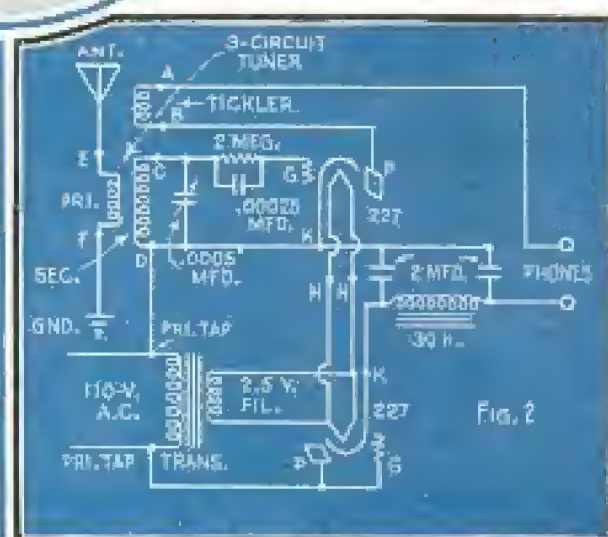 ANT.
3-CIRCUIT
TUNER
A
TICKLER
B
E
2 MEG.
C
G
P
PRI.
.00025
MFD.
227
F
K
SEC.
D
.0005
MFD.
H
H
2 MFD.
PHONES
GND.
PRI. TAP
30 H.
110-V.
A.C.
2.5 V.
FIL.
K
227
FIG. 2
P
G
PRI. TAP
TRANS.